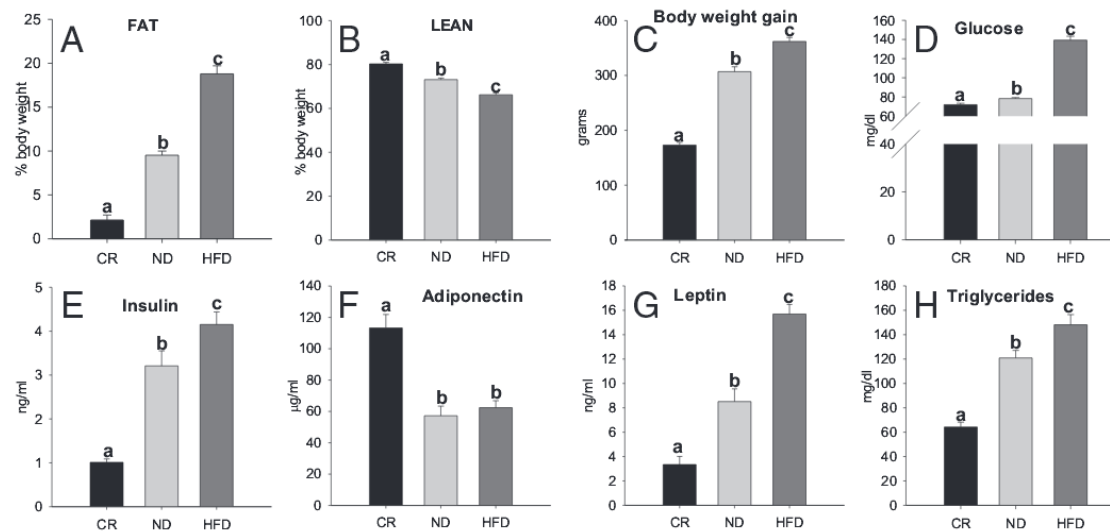 A
FAT
% body weight
25
20
15
10
5
0
a
b
c
CR ND HFD
B
LEAN
% body weight
100
80
60
40
20
0
a
b
c
CR ND HFD
C
Body weight gain
grams
400
300
200
100
0
a
b
c
CR ND HFD
D
Glucose
mg/dl
160
140
120
100
80
60
40
20
0
a
b
c
CR ND HFD
E
Insulin
ng/ml
5
4
3
2
1
0
a
b
c
CR ND HFD
F
Adiponectin
µg/ml
140
120
100
80
60
40
20
0
a
b
b
CR ND HFD
G
Leptin
ng/ml
18
16
14
12
10
8
6
4
2
0
a
b
c
CR ND HFD
H
Triglycerides
mg/dl
180
160
140
120
100
80
60
40
20
0
a
b
c
CR ND HFD